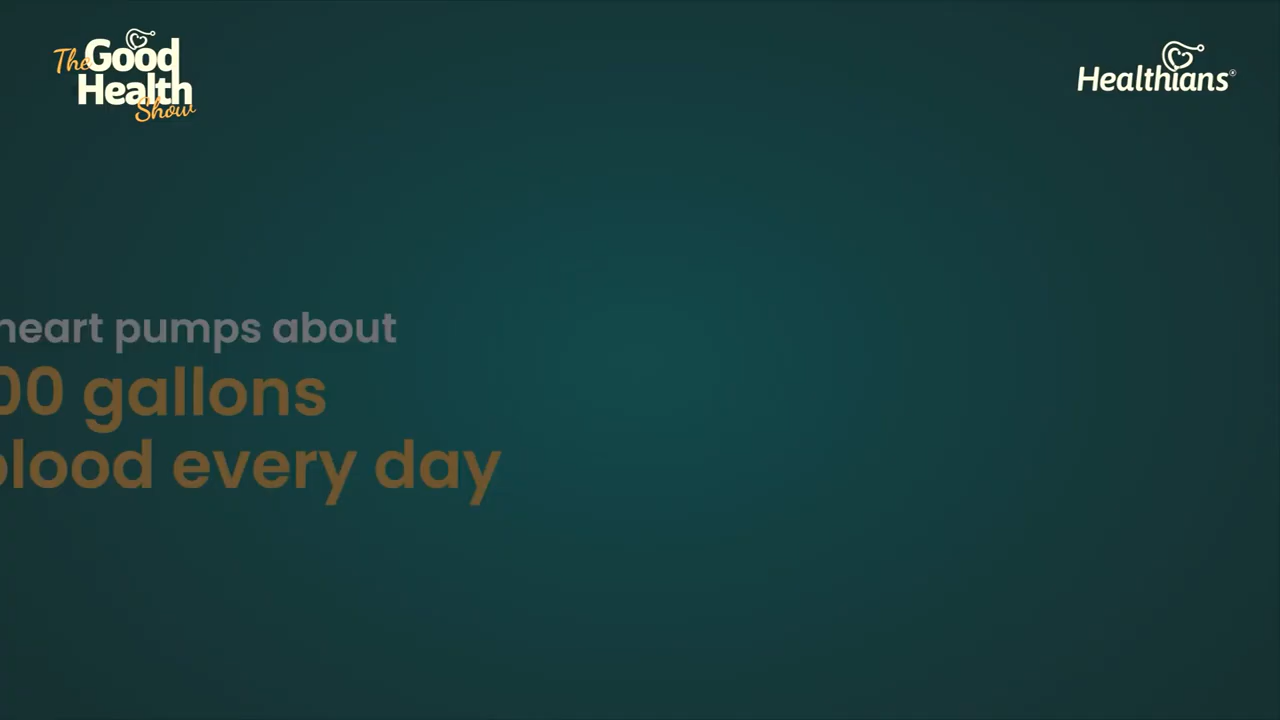 The Good
Health
Show
Healthians®
heart pumps about
00 gallons
blood every day